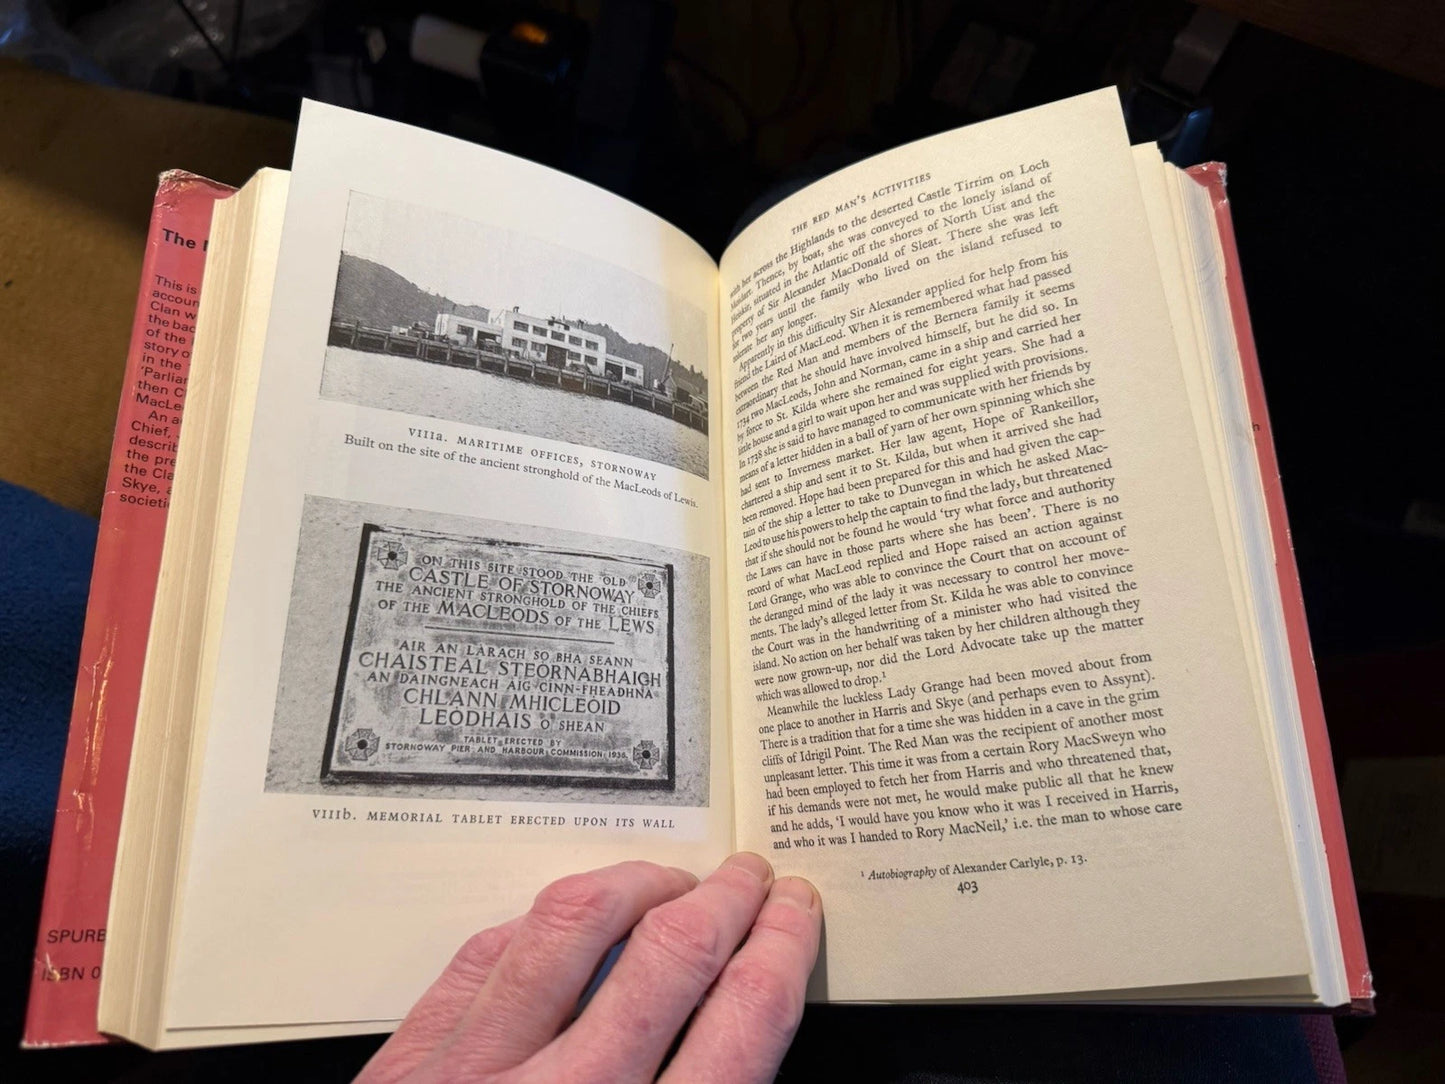 The
This is
accoun
Clan w
the bac
of the
story o
in the
'Parlian
then C
MacLe
An a
Chief,
describ
the pre
the Cla
Skye, a
societi
SPURB
ISBN 0
VIIIa. MARITIME OFFICES, STORNOWAY
Built on the site of the ancient stronghold of the MacLeods of Lewis.
ON THIS SITE STOOD THE OLD
CASTLE OF STORNOWAY
THE ANCIENT STRONGHOLD OF THE CHIEFS
OF THE MACLEODS OF THE LEWS
AIR AN LARACH SO BHA SEANN
CHAISTEAL STEORNABHAIGH
AN DAINGNEACH AIG CINN-FHEADHNA
CHLANN MHICLEOID
LEODHAIS O SHEAN
TABLET ERECTED BY
STORNOWAY PIER AND HARBOUR COMMISSION 1938.
VIIIb. MEMORIAL TABLET ERECTED UPON ITS WALL
THE RED MAN'S ACTIVITIES
with her across the Highlands to the deserted Castle Tirrim on Loch
Moidart. Thence, by boat, she was conveyed to the lonely island of
Heiskir, situated in the Atlantic off the shores of North Uist and the
property of Sir Alexander MacDonald of Sleat. There she was left
for two years until the family who lived on the island refused to
tolerate her any longer.
Apparently in this difficulty Sir Alexander applied for help from his
friend the Laird of MacLeod. When it is remembered what had passed
between the Red Man and members of the Bernera family it seems
extraordinary that he should have involved himself, but he did so. In
1734 two MacLeods, John and Norman, came in a ship and carried her
by force to St. Kilda where she remained for eight years. She had a
little house and a girl to wait upon her and was supplied with provisions.
In 1738 she is said to have managed to communicate with her friends by
means of a letter hidden in a ball of yarn of her own spinning which she
had sent to Inverness market. Her law agent, Hope of Rankeillor,
chartered a ship and sent it to St. Kilda, but when it arrived she had
been removed. Hope had been prepared for this and had given the cap-
tain of the ship a letter to take to Dunvegan in which he asked Mac-
Leod to use his powers to help the captain to find the lady, but threatened
that if she should not be found he would 'try what force and authority
the Laws can have in those parts where she has been'. There is no
record of what MacLeod replied and Hope raised an action against
Lord Grange, who was able to convince the Court that on account of
the deranged mind of the lady it was necessary to control her move-
ments. The lady's alleged letter from St. Kilda he was able to convince
the Court was in the handwriting of a minister who had visited the
island. No action on her behalf was taken by her children although they
were now grown-up, nor did the Lord Advocate take up the matter
which was allowed to drop.¹
Meanwhile the luckless Lady Grange had been moved about from
one place to another in Harris and Skye (and perhaps even to Assynt).
There is a tradition that for a time she was hidden in a cave in the grim
cliffs of Idrigil Point. The Red Man was the recipient of another most
unpleasant letter. This time it was from a certain Rory MacSweyn who
had been employed to fetch her from Harris and who threatened that,
if his demands were not met, he would make public all that he knew
and he adds, 'I would have you know who it was I received in Harris,
and who it was I handed to Rory MacNeil,' i.e. the man to whose care
¹ Autobiography of Alexander Carlyle, p. 13.
403